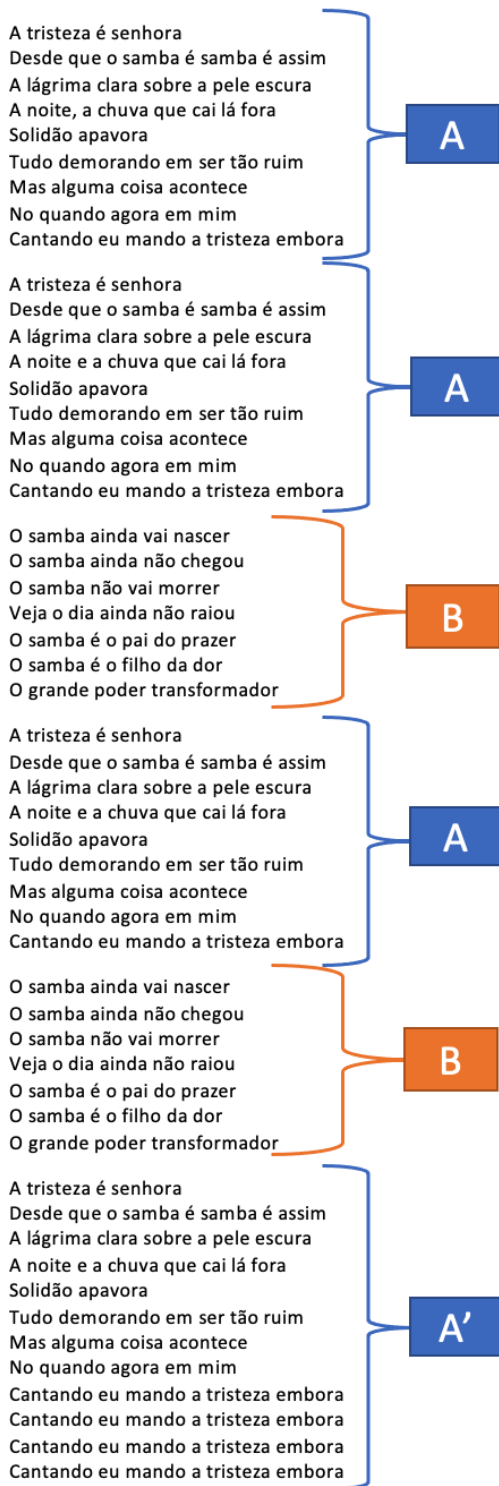 A tristeza é senhora
Desde que o samba é samba é assim
A lágrima clara sobre a pele escura
A noite, a chuva que cai lá fora
Solidão apavora
Tudo demorando em ser tão ruim
Mas alguma coisa acontece
No quando agora em mim
Cantando eu mando a tristeza embora
A
A tristeza é senhora
Desde que o samba é samba é assim
A lágrima clara sobre a pele escura
A noite e a chuva que cai lá fora
Solidão apavora
Tudo demorando em ser tão ruim
Mas alguma coisa acontece
No quando agora em mim
Cantando eu mando a tristeza embora
A
O samba ainda vai nascer
O samba ainda não chegou
O samba não vai morrer
Veja o dia ainda não raiou
O samba é o pai do prazer
O samba é o filho da dor
O grande poder transformador
B
A tristeza é senhora
Desde que o samba é samba é assim
A lágrima clara sobre a pele escura
A noite e a chuva que cai lá fora
Solidão apavora
Tudo demorando em ser tão ruim
Mas alguma coisa acontece
No quando agora em mim
Cantando eu mando a tristeza embora
A
O samba ainda vai nascer
O samba ainda não chegou
O samba não vai morrer
Veja o dia ainda não raiou
O samba é o pai do prazer
O samba é o filho da dor
O grande poder transformador
B
A tristeza é senhora
Desde que o samba é samba é assim
A lágrima clara sobre a pele escura
A noite e a chuva que cai lá fora
Solidão apavora
Tudo demorando em ser tão ruim
Mas alguma coisa acontece
No quando agora em mim
Cantando eu mando a tristeza embora
Cantando eu mando a tristeza embora
Cantando eu mando a tristeza embora
Cantando eu mando a tristeza embora
A’